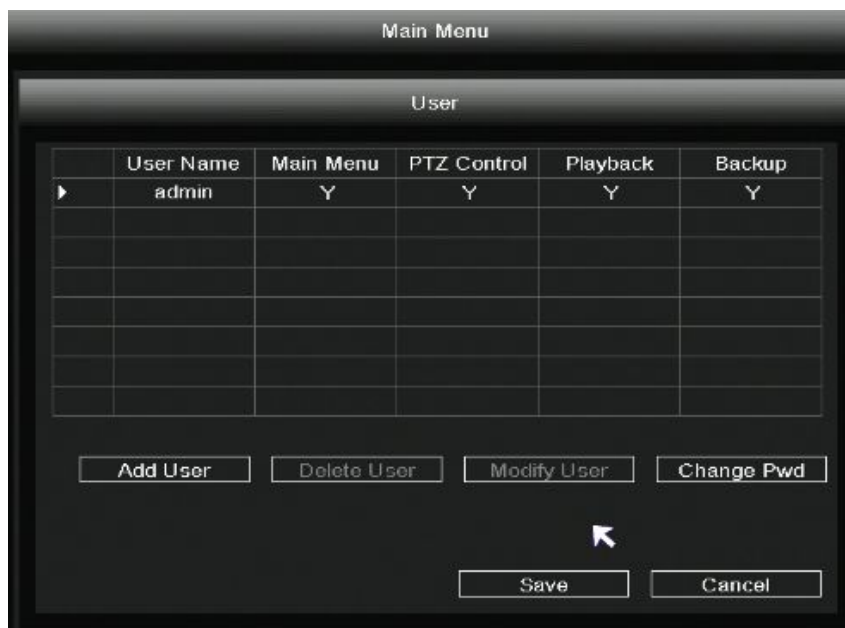 Main Menu
User
User Name Main Menu PTZ Control Playback Backup
admin Y Y Y Y
Add User Delete User Modify User Change Pwd
Save Cancel